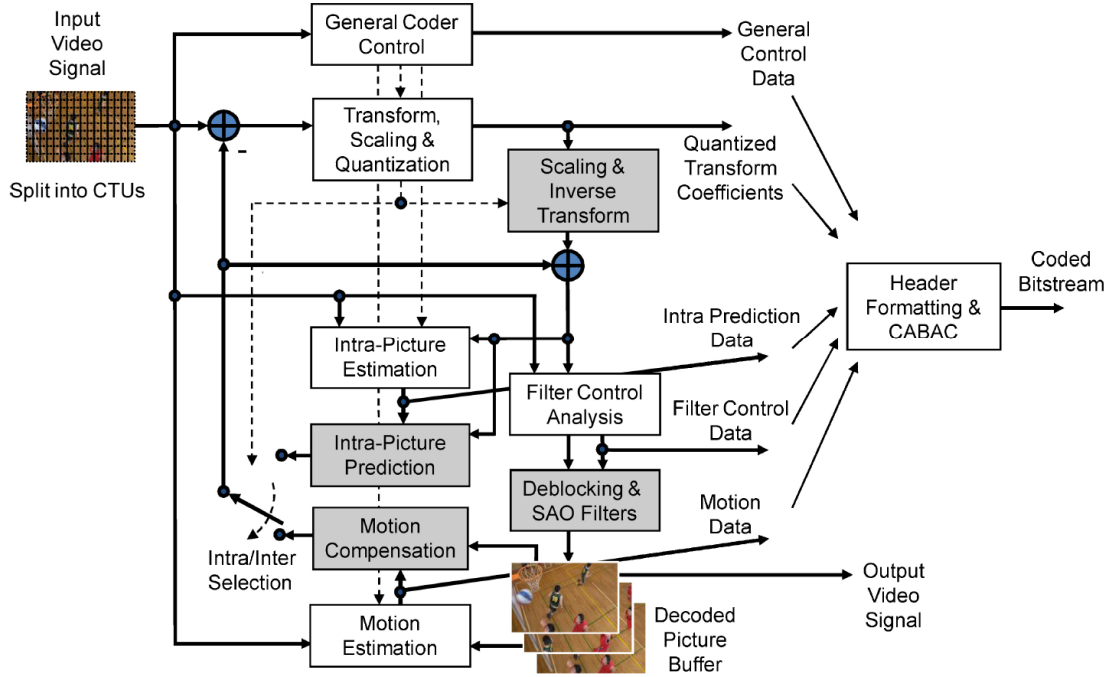 Input
Video
Signal
Split into CTUs
General Coder
Control
Transform,
Scaling &
Quantization
-
Scaling &
Inverse
Transform
General
Control
Data
Quantized
Transform
Coefficients
Header
Formatting &
CABAC
Coded
Bitstream
Intra-Picture
Estimation
Intra Prediction
Data
Filter Control
Analysis
Filter Control
Data
Intra-Picture
Prediction
Deblocking &
SAO Filters
Motion
Data
Intra/Inter
Selection
Motion
Compensation
Motion
Estimation
Decoded
Picture
Buffer
Output
Video
Signal